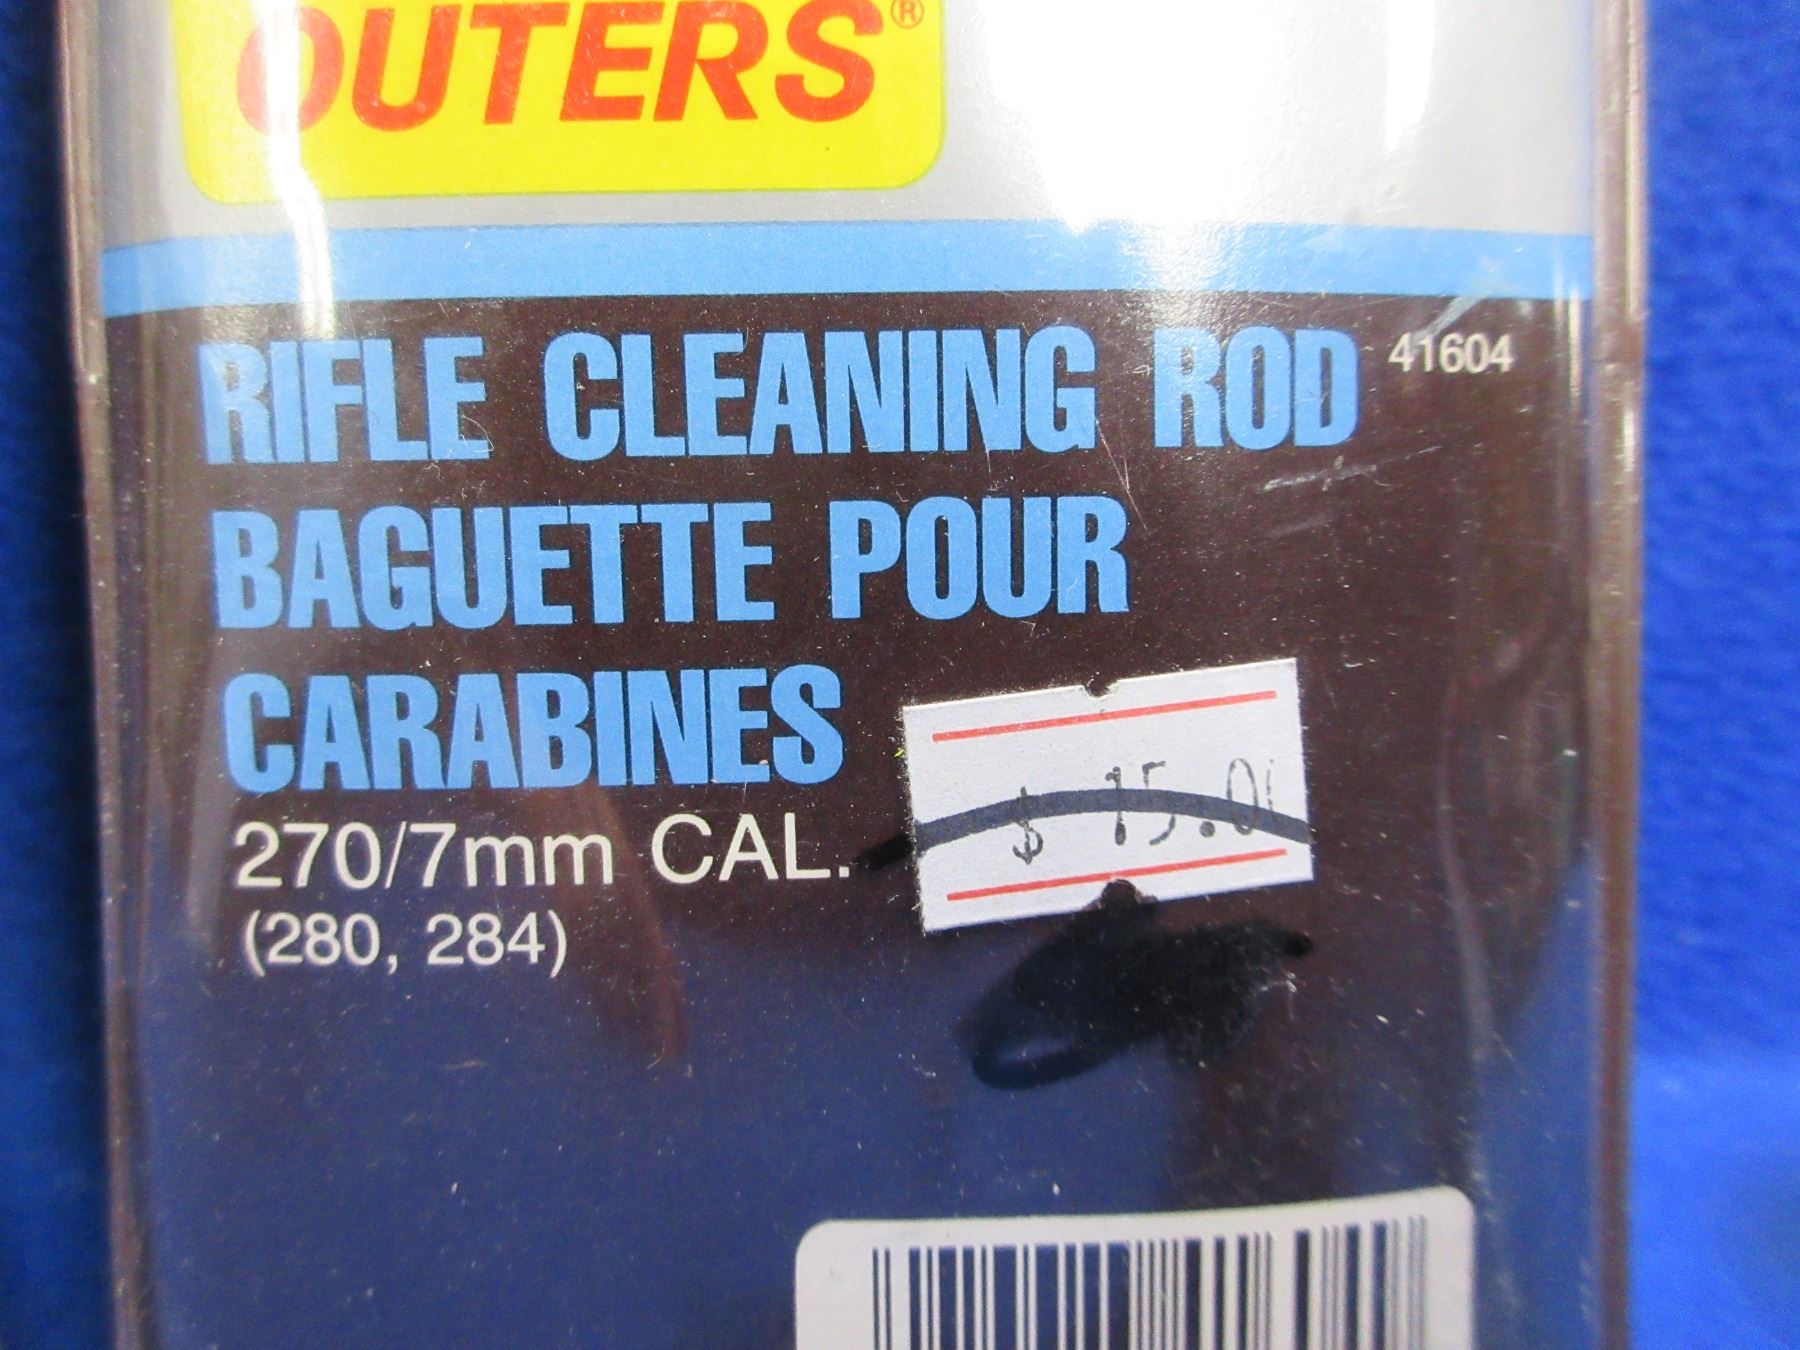 OUTERS®
RIFLE CLEANING ROD 41604
BAGUETTE POUR
CARABINES
270/7mm CAL.
(280, 284)